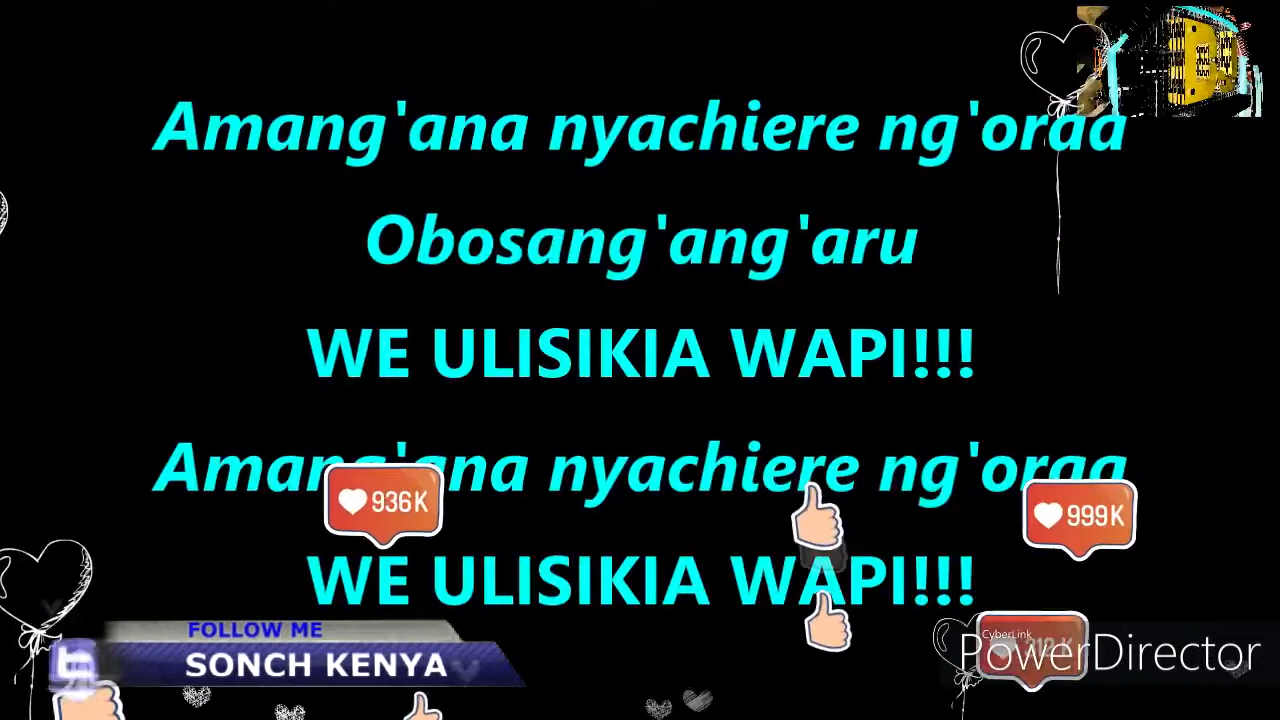 Amang'ana nyachiere ng'oraa
Obosang'ang'aru
WE ULISIKIA WAPI!!!
Amang'ana nyachiere ng'oraa
WE ULISIKIA WAPI!!!
936K
999K
FOLLOW ME
SONCH KENYA
CyberLink
PowerDirector